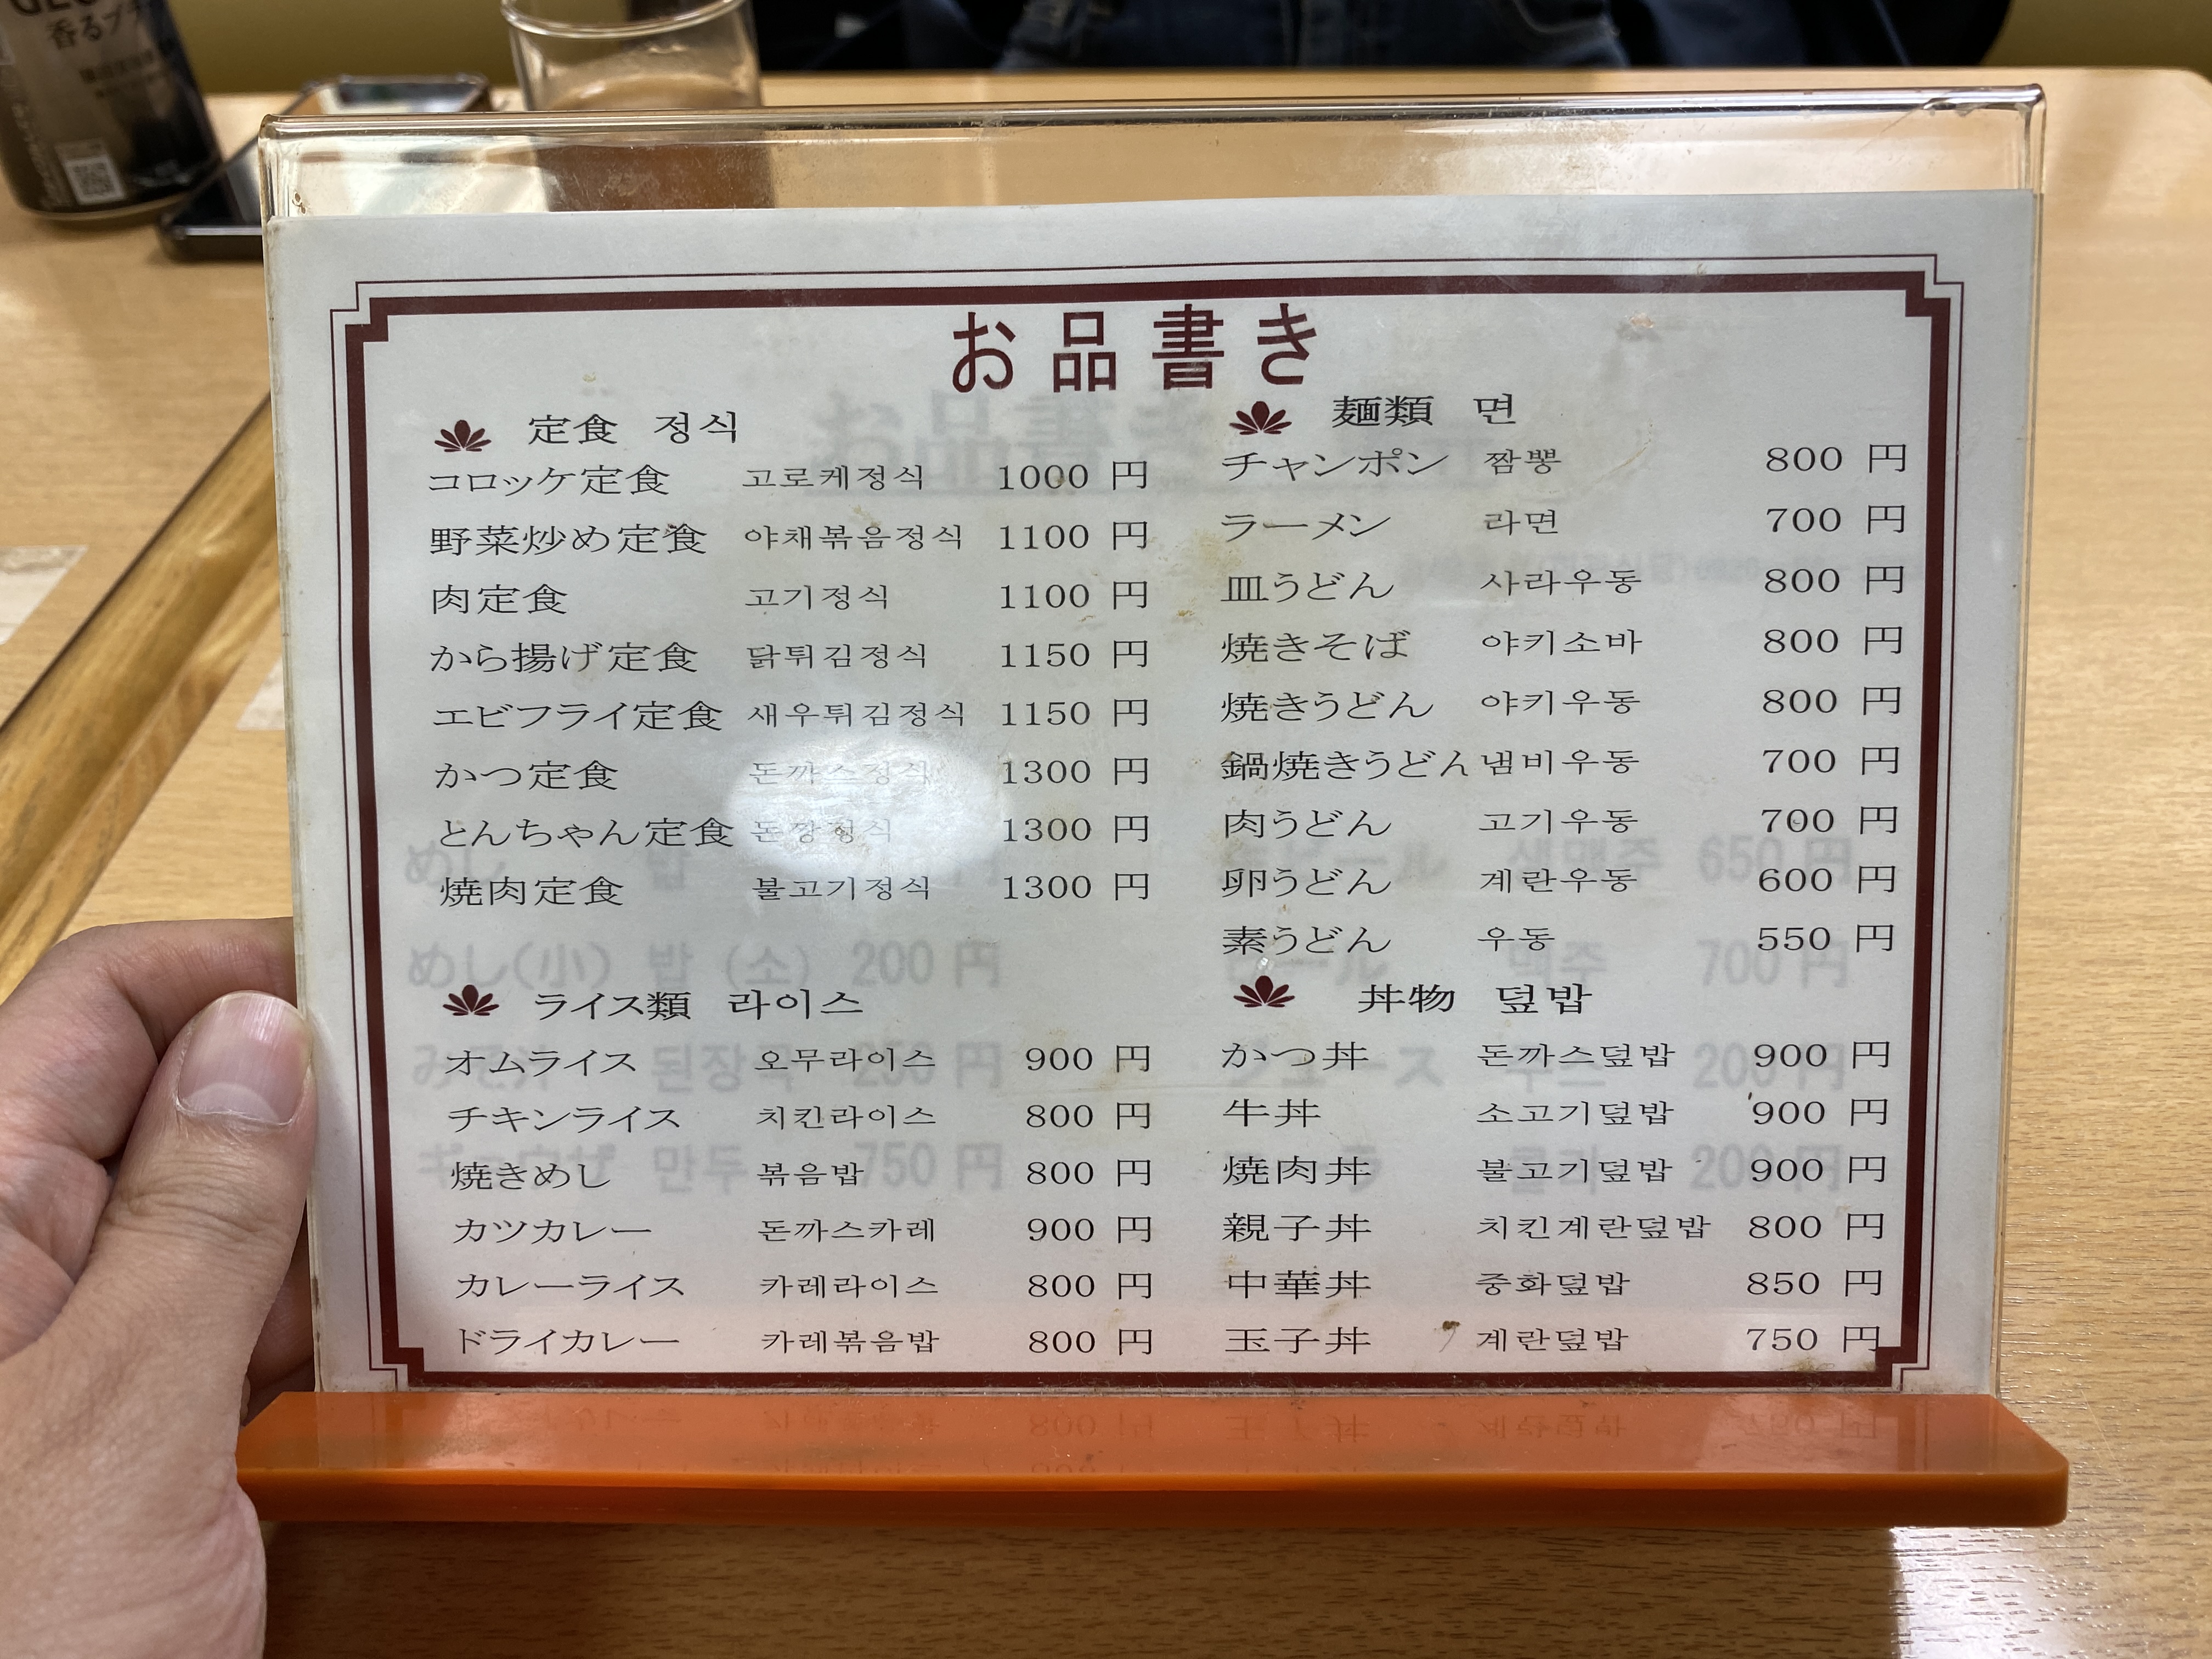 香るブ
お品書き
定食 정식
コロッケ定食 고로케정식 1000 円
野菜炒め定食 야채볶음정식 1100 円
肉定食 고기정식 1100 円
から揚げ定食 닭튀김정식 1150 円
エビフライ定食 새우튀김정식 1150 円
かつ定食 돈까스정식 1300 円
とんちゃん定食 돈짱정식 1300 円
焼肉定食 불고기정식 1300 円
ライス類 라이스
オムライス 오무라이스 900 円
チキンライス 치킨라이스 800 円
焼きめし 볶음밥 800 円
カツカレー 돈까스카레 900 円
カレーライス 카레라이스 800 円
ドライカレー 카레볶음밥 800 円
麺類 면
チャンポン 짬뽕 800 円
ラーメン 라면 700 円
皿うどん 사라우동 800 円
焼きそば 야키소바 800 円
焼きうどん 야키우동 800 円
鍋焼きうどん 냄비우동 700 円
肉うどん 고기우동 700 円
卵うどん 계란우동 600 円
素うどん 우동 550 円
丼物 덮밥
かつ丼 돈까스덮밥 900 円
牛丼 소고기덮밥 900 円
焼肉丼 불고기덮밥 900 円
親子丼 치킨계란덮밥 800 円
中華丼 중화덮밥 850 円
玉子丼 계란덮밥 750 円